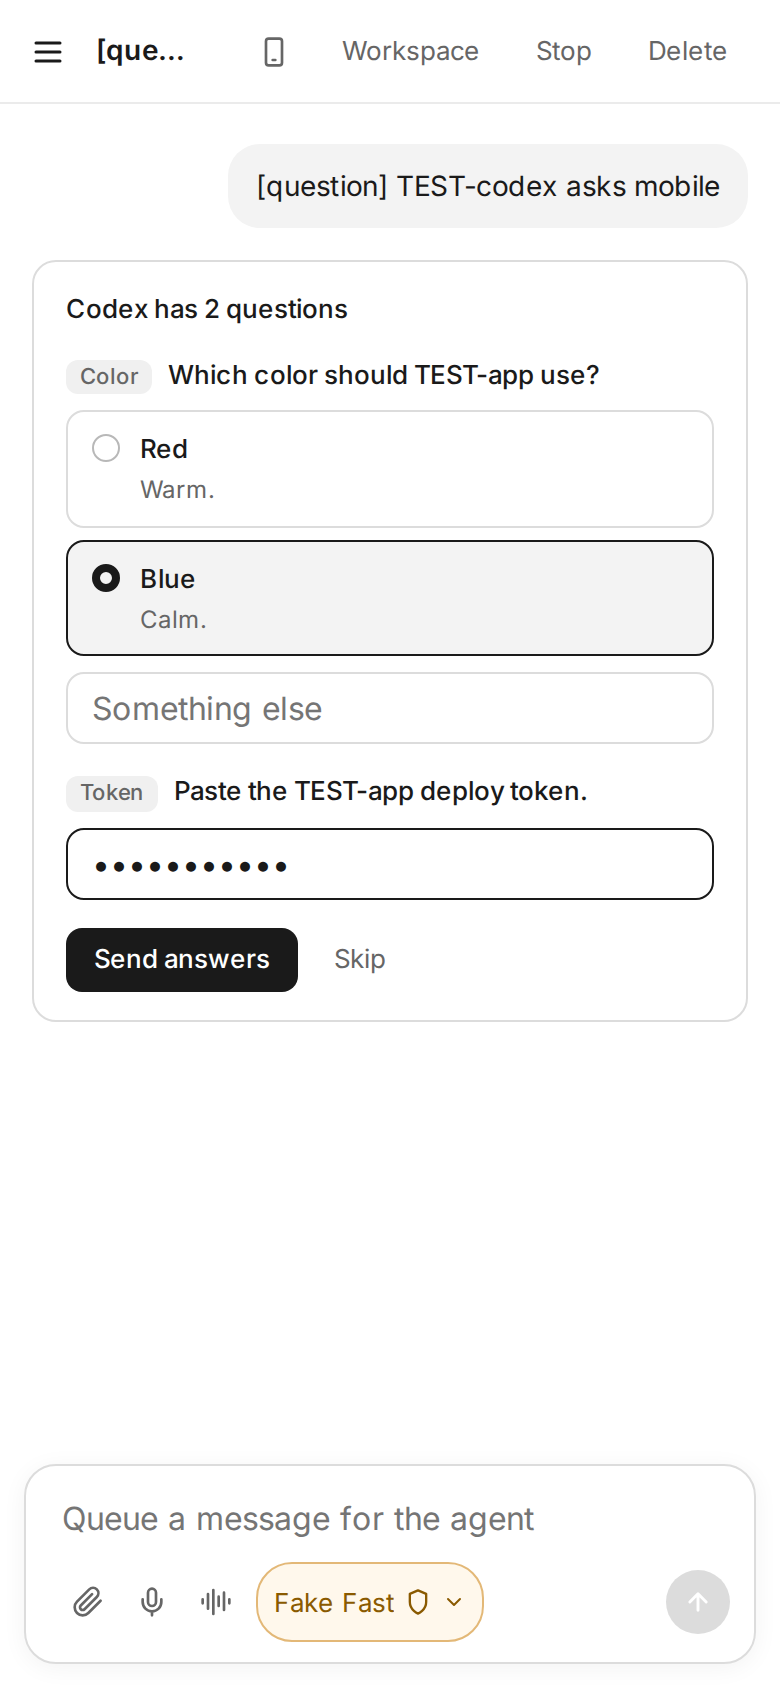 [que...
Workspace
Stop
Delete
[question] TEST-codex asks mobile
Codex has 2 questions
Color Which color should TEST-app use?
Red
Warm.
Blue
Calm.
Something else
Token Paste the TEST-app deploy token.
•••••••••••
Send answers
Skip
Queue a message for the agent
Fake Fast